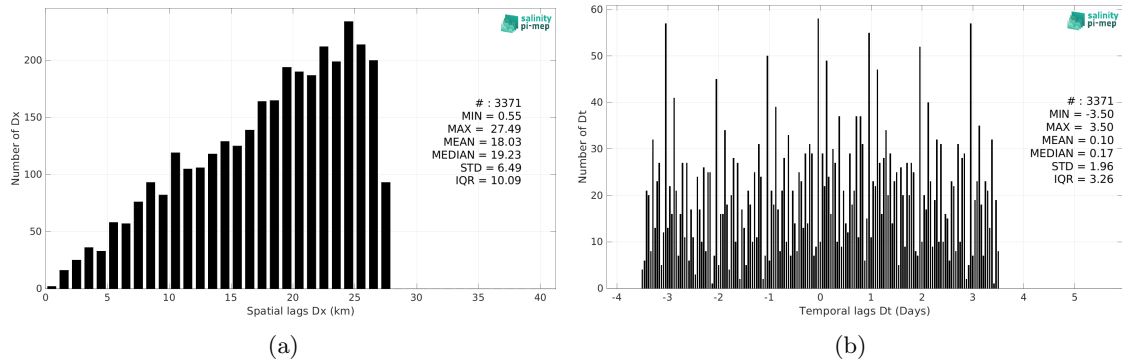 salinity
pi-mep
# : 3371
MIN = 0.55
MAX = 27.49
MEAN = 18.03
MEDIAN = 19.23
STD = 6.49
IQR = 10.09
Number of Dx
200
150
100
50
0
0
5
10
15
20
25
30
35
40
Spatial lags Dx (km)
(a)
salinity
pi-mep
# : 3371
MIN = -3.50
MAX = 3.50
MEAN = 0.10
MEDIAN = 0.17
STD = 1.96
IQR = 3.26
Number of Dt
60
50
40
30
20
10
0
-4
-3
-2
-1
0
1
2
3
4
5
Temporal lags Dt (Days)
(b)